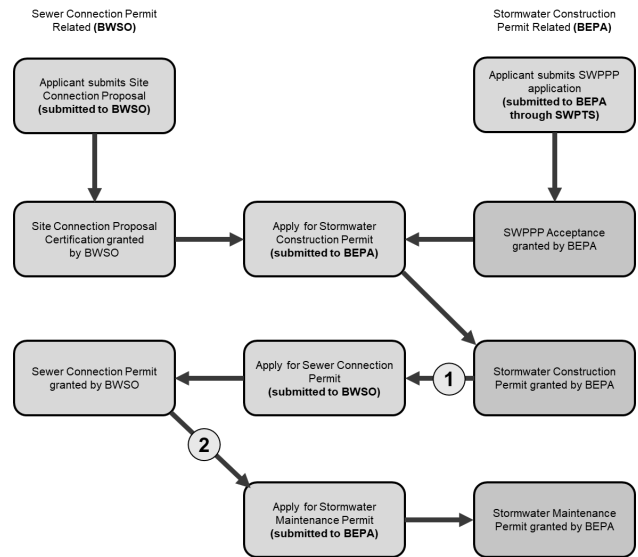 Sewer Connection Permit
Related (BWSO)
Stormwater Construction
Permit Related (BEPA)
Applicant submits Site
Connection Proposal
(submitted to BWSO)
Applicant submits SWPPP
application
(submitted to BEPA
through SWPTS)
Site Connection Proposal
Certification granted
by BWSO
Apply for Stormwater
Construction Permit
(submitted to BEPA)
SWPPP Acceptance
granted by BEPA
Sewer Connection Permit
granted by BWSO
Apply for Sewer Connection
Permit
(submitted to BWSO)
1
Stormwater Construction
Permit granted by BEPA
2
Apply for Stormwater
Maintenance Permit
(submitted to BEPA)
Stormwater Maintenance
Permit granted by BEPA